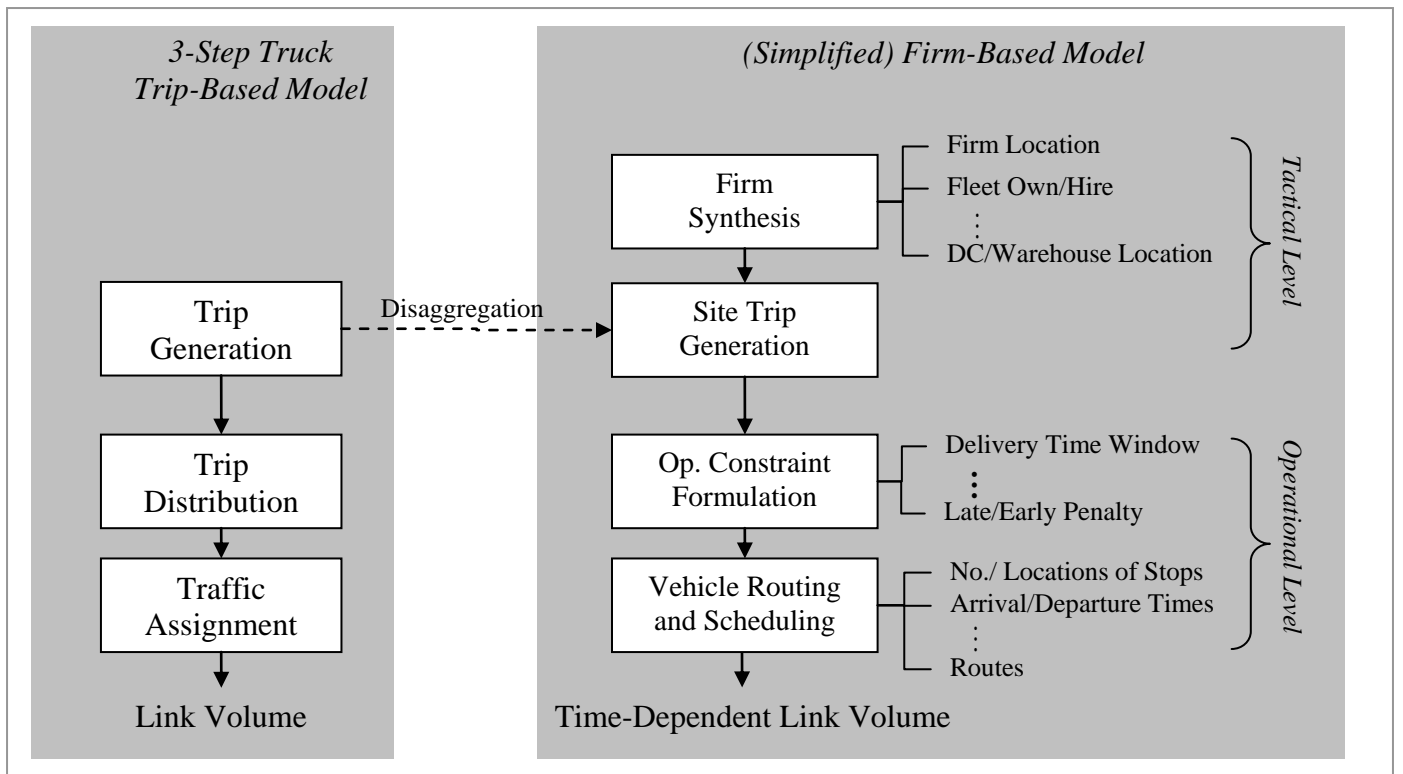 3-Step Truck
Trip-Based Model
Trip
Generation
Trip
Distribution
Traffic
Assignment
Link Volume
Disaggregation
(Simplified) Firm-Based Model
Firm
Synthesis
Firm Location
Fleet Own/Hire
DC/Warehouse Location
Site Trip
Generation
Tactical Level
Op. Constraint
Formulation
Delivery Time Window
Late/Early Penalty
Vehicle Routing
and Scheduling
No./ Locations of Stops
Arrival/Departure Times
Routes
Operational Level
Time-Dependent Link Volume